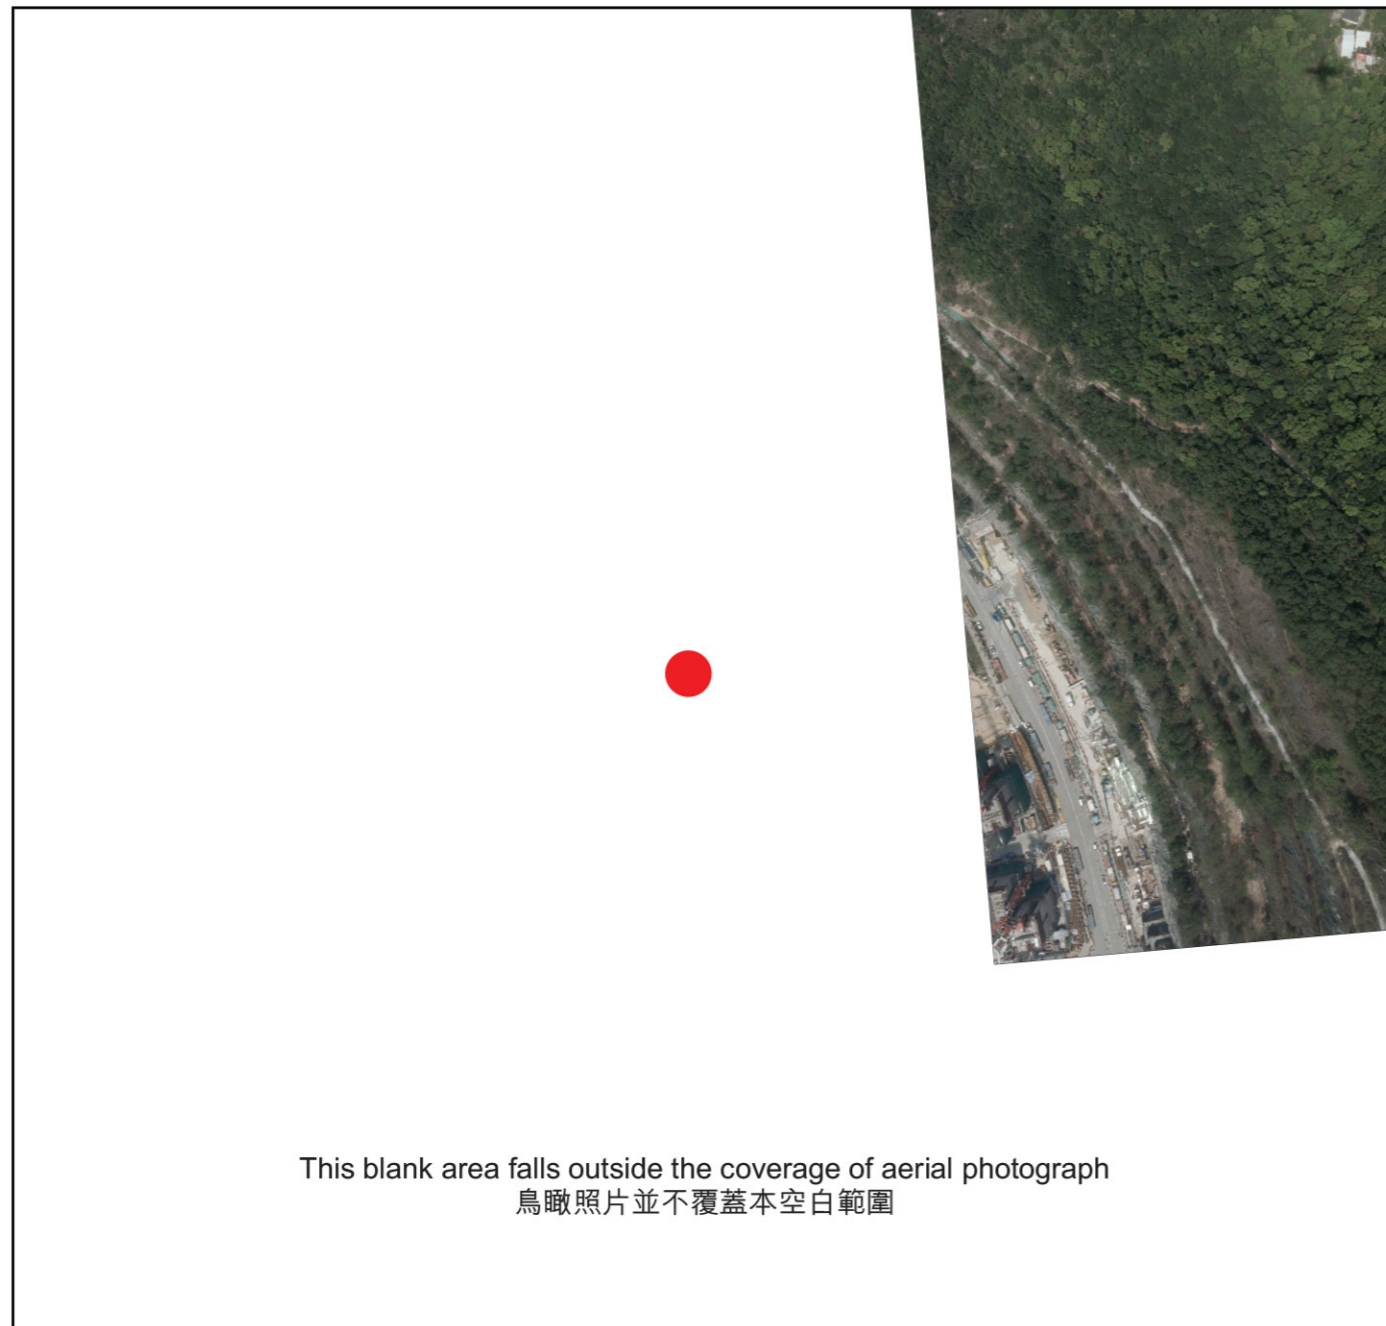 This blank area falls outside the coverage of aerial photograph
鳥瞰照片並不覆蓋本空白範圍